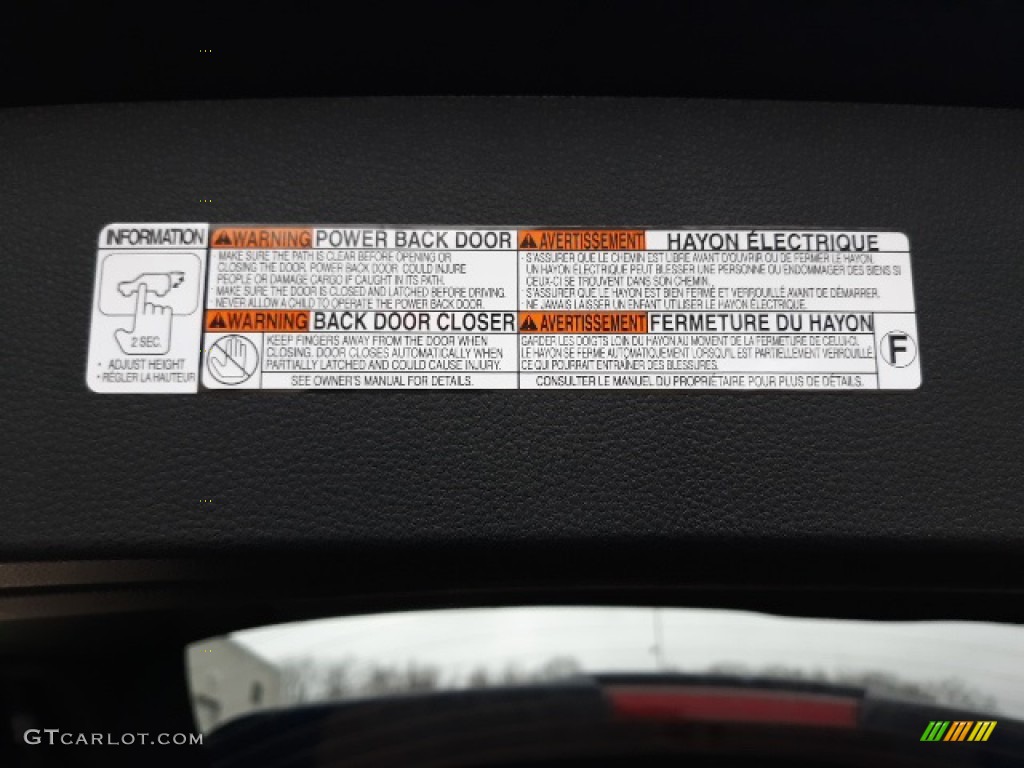 INFORMATION
2 SEC.
• ADJUST HEIGHT
• RÉGLER LA HAUTEUR
WARNING POWER BACK DOOR
· MAKE SURE THE PATH IS CLEAR BEFORE OPENING OR
CLOSING THE DOOR. POWER BACK DOOR COULD INJURE
PEOPLE OR DAMAGE CARGO IF CAUGHT IN ITS PATH.
· MAKE SURE THE DOOR IS CLOSED AND LATCHED BEFORE DRIVING.
· NEVER ALLOW A CHILD TO OPERATE THE POWER BACK DOOR.
WARNING BACK DOOR CLOSER
KEEP FINGERS AWAY FROM THE DOOR WHEN
CLOSING. DOOR CLOSES AUTOMATICALLY WHEN
PARTIALLY LATCHED AND COULD CAUSE INJURY.
SEE OWNER'S MANUAL FOR DETAILS.
AVERTISSEMENT HAYON ÉLECTRIQUE
· S'ASSURER QUE LE CHEMIN EST LIBRE AVANT D'OUVRIR OU DE FERMER LE HAYON.
UN HAYON ÉLECTRIQUE PEUT BLESSER UNE PERSONNE OU ENDOMMAGER DES BIENS SI
CEUX-CI SE TROUVENT DANS SON CHEMIN.
· S'ASSURER QUE LE HAYON EST BIEN FERMÉ ET VERROUILLÉ AVANT DE DÉMARRER.
· NE JAMAIS LAISSER UN ENFANT UTILISER LE HAYON ÉLECTRIQUE.
AVERTISSEMENT FERMETURE DU HAYON
GARDER LES DOIGTS LOIN DU HAYON AU MOMENT DE LA FERMETURE DE CELUI-CI.
LE HAYON SE FERME AUTOMATIQUEMENT LORSQU'IL EST PARTIELLEMENT VERROUILLÉ,
CE QUI POURRAIT ENTRAÎNER DES BLESSURES.
CONSULTER LE MANUEL DU PROPRIÉTAIRE POUR PLUS DE DÉTAILS.
F
GTCARLOT.COM